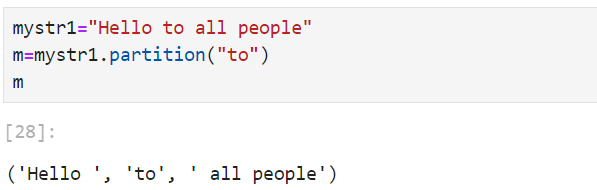 mystr1="Hello to all people"
m=mystr1.partition("to")
m
[28]:
('Hello ', 'to', ' all people')